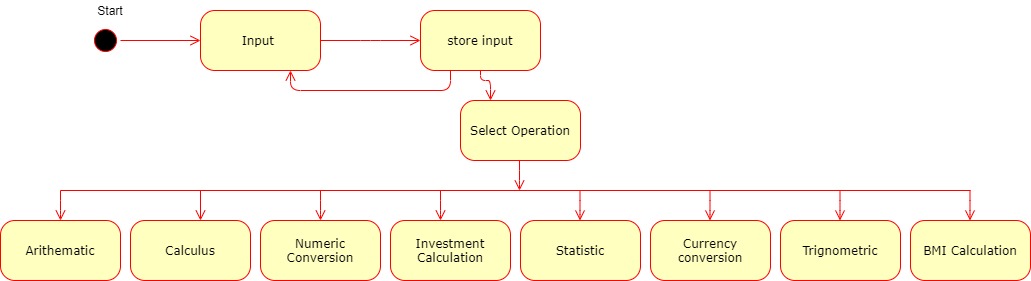 Start
Input
store input
Select Operation
Arithematic
Calculus
Numeric
Conversion
Investment
Calculation
Statistic
Currency
conversion
Trignometric
BMI Calculation